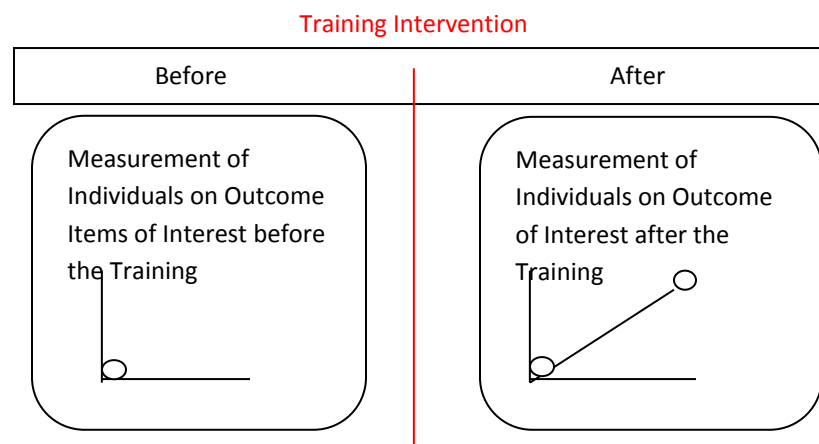 Training Intervention
Before
After
Measurement of
Individuals on Outcome
Items of Interest before
the Training
Measurement of
Individuals on Outcome
of Interest after the
Training